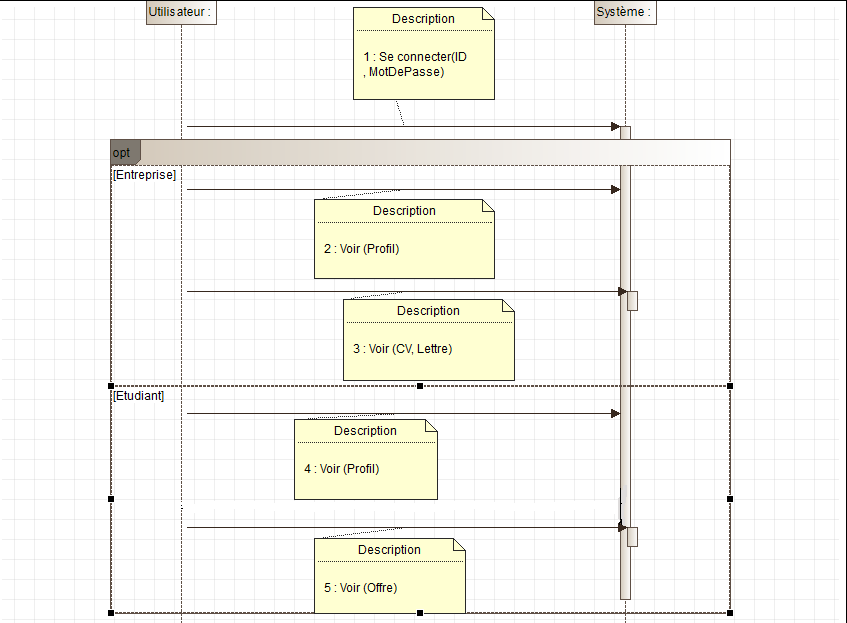 Utilisateur :
Système :
Description
1 : Se connecter(ID
, MotDePasse)
opt
[Entreprise]
Description
2 : Voir (Profil)
Description
3 : Voir (CV, Lettre)
[Etudiant]
Description
4 : Voir (Profil)
Description
5 : Voir (Offre)